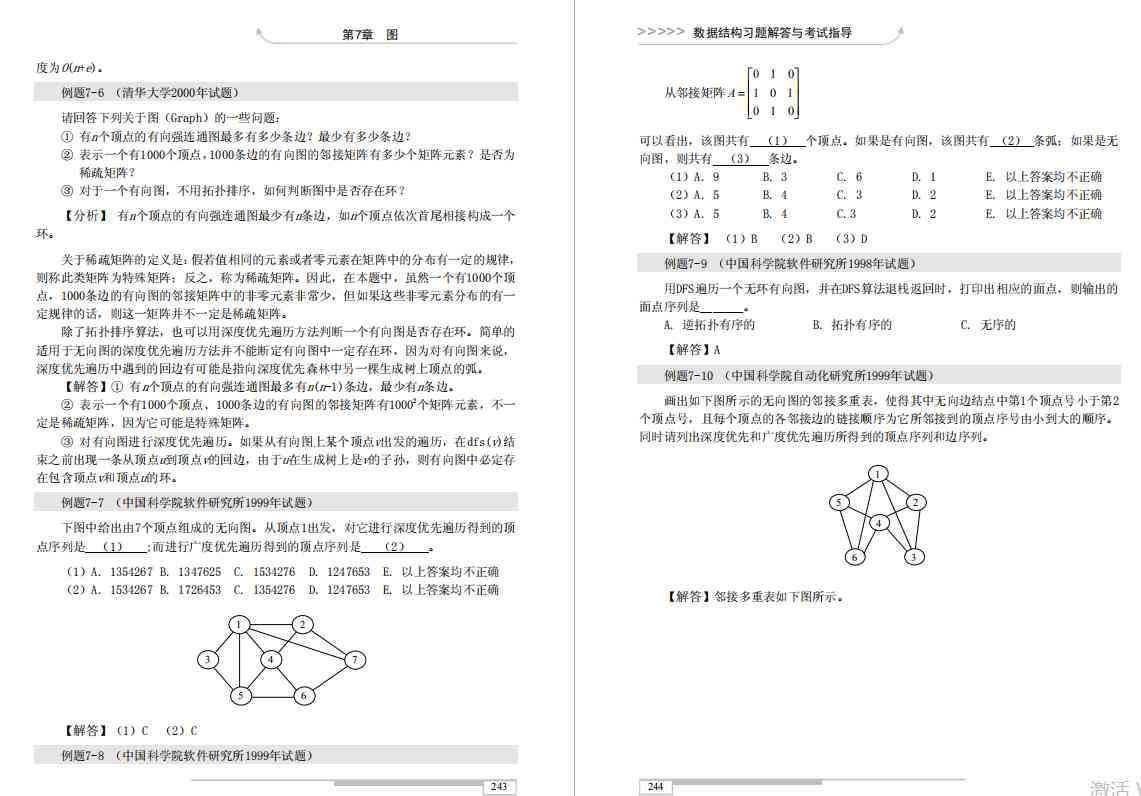 第7章 图
度为O(n+e)。
例题7-6 （清华大学2000年试题）
请回答下列关于图（Graph）的一些问题：
① 有n个顶点的有向强连通图最多有多少条边？最少有多少条边？
② 表示一个有1000个顶点，1000条边的有向图的邻接矩阵有多少个矩阵元素？是否为
稀疏矩阵？
③ 对于一个有向图，不用拓扑排序，如何判断图中是否存在环？
【分析】 有n个顶点的有向强连通图最少有n条边，如n个顶点依次首尾相接构成一个
环。
关于稀疏矩阵的定义是：假若值相同的元素或者零元素在矩阵中的分布有一定的规律，
则称此类矩阵为特殊矩阵；反之，称为稀疏矩阵。因此，在本题中，虽然一个有1000个顶
点，1000条边的有向图的邻接矩阵中的非零元素非常少，但如果这些非零元素分布的有一
定规律的话，则这一矩阵并不一定是稀疏矩阵。
除了拓扑排序算法，也可以用深度优先遍历方法判断一个有向图是否存在环。简单的
适用于无向图的深度优先遍历方法并不能断定有向图中一定存在环，因为对有向图来说，
深度优先遍历中遇到的回边有可能是指向深度优先森林中另一棵生成树上顶点的弧。
【解答】① 有n个顶点的有向强连通图最多有n(n-1)条边，最少有n条边。
② 表示一个有1000个顶点、1000条边的有向图的邻接矩阵有1000²个矩阵元素，不一
定是稀疏矩阵，因为它可能是特殊矩阵。
③ 对有向图进行深度优先遍历。如果从有向图上某个顶点v出发的遍历，在dfs(v)结
束之前出现一条从顶点u到顶点v的回边，由于u在生成树上是v的子孙，则有向图中必定存
在包含顶点v和顶点u的环。
例题7-7 （中国科学院软件研究所1999年试题）
下图中给出由7个顶点组成的无向图。从顶点1出发，对它进行深度优先遍历得到的顶
点序列是 （1） ;而进行广度优先遍历得到的顶点序列是 （2） 。
（1）A. 1354267 B. 1347625 C. 1534276 D. 1247653 E. 以上答案均不正确
（2）A. 1534267 B. 1726453 C. 1354276 D. 1247653 E. 以上答案均不正确
1 2
3 4 7
5 6
【解答】（1）C （2）C
例题7-8 （中国科学院软件研究所1999年试题）
243
>>>>> 数据结构习题解答与考试指导
0 1 0
从邻接矩阵 A = 1 0 1
0 1 0
可以看出，该图共有 （1） 个顶点。如果是有向图，该图共有 （2） 条弧；如果是无
向图，则共有 （3） 条边。
（1）A. 9 B. 3 C. 6 D. 1 E. 以上答案均不正确
（2）A. 5 B. 4 C. 3 D. 2 E. 以上答案均不正确
（3）A. 5 B. 4 C.3 D. 2 E. 以上答案均不正确
【解答】 （1）B （2）B （3）D
例题7-9 （中国科学院软件研究所1998年试题）
用DFS遍历一个无环有向图，并在DFS算法退栈返回时，打印出相应的面点，则输出的
面点序列是______。
A. 逆拓扑有序的 B. 拓扑有序的 C. 无序的
【解答】A
例题7-10 （中国科学院自动化研究所1999年试题）
画出如下图所示的无向图的邻接多重表，使得其中无向边结点中第1个顶点号小于第2
个顶点号，且每个顶点的各邻接边的链接顺序为它所邻接到的顶点序号由小到大的顺序。
同时请列出深度优先和广度优先遍历所得到的顶点序列和边序列。
1
5 2
4
6 3
【解答】邻接多重表如下图所示。
244
激活